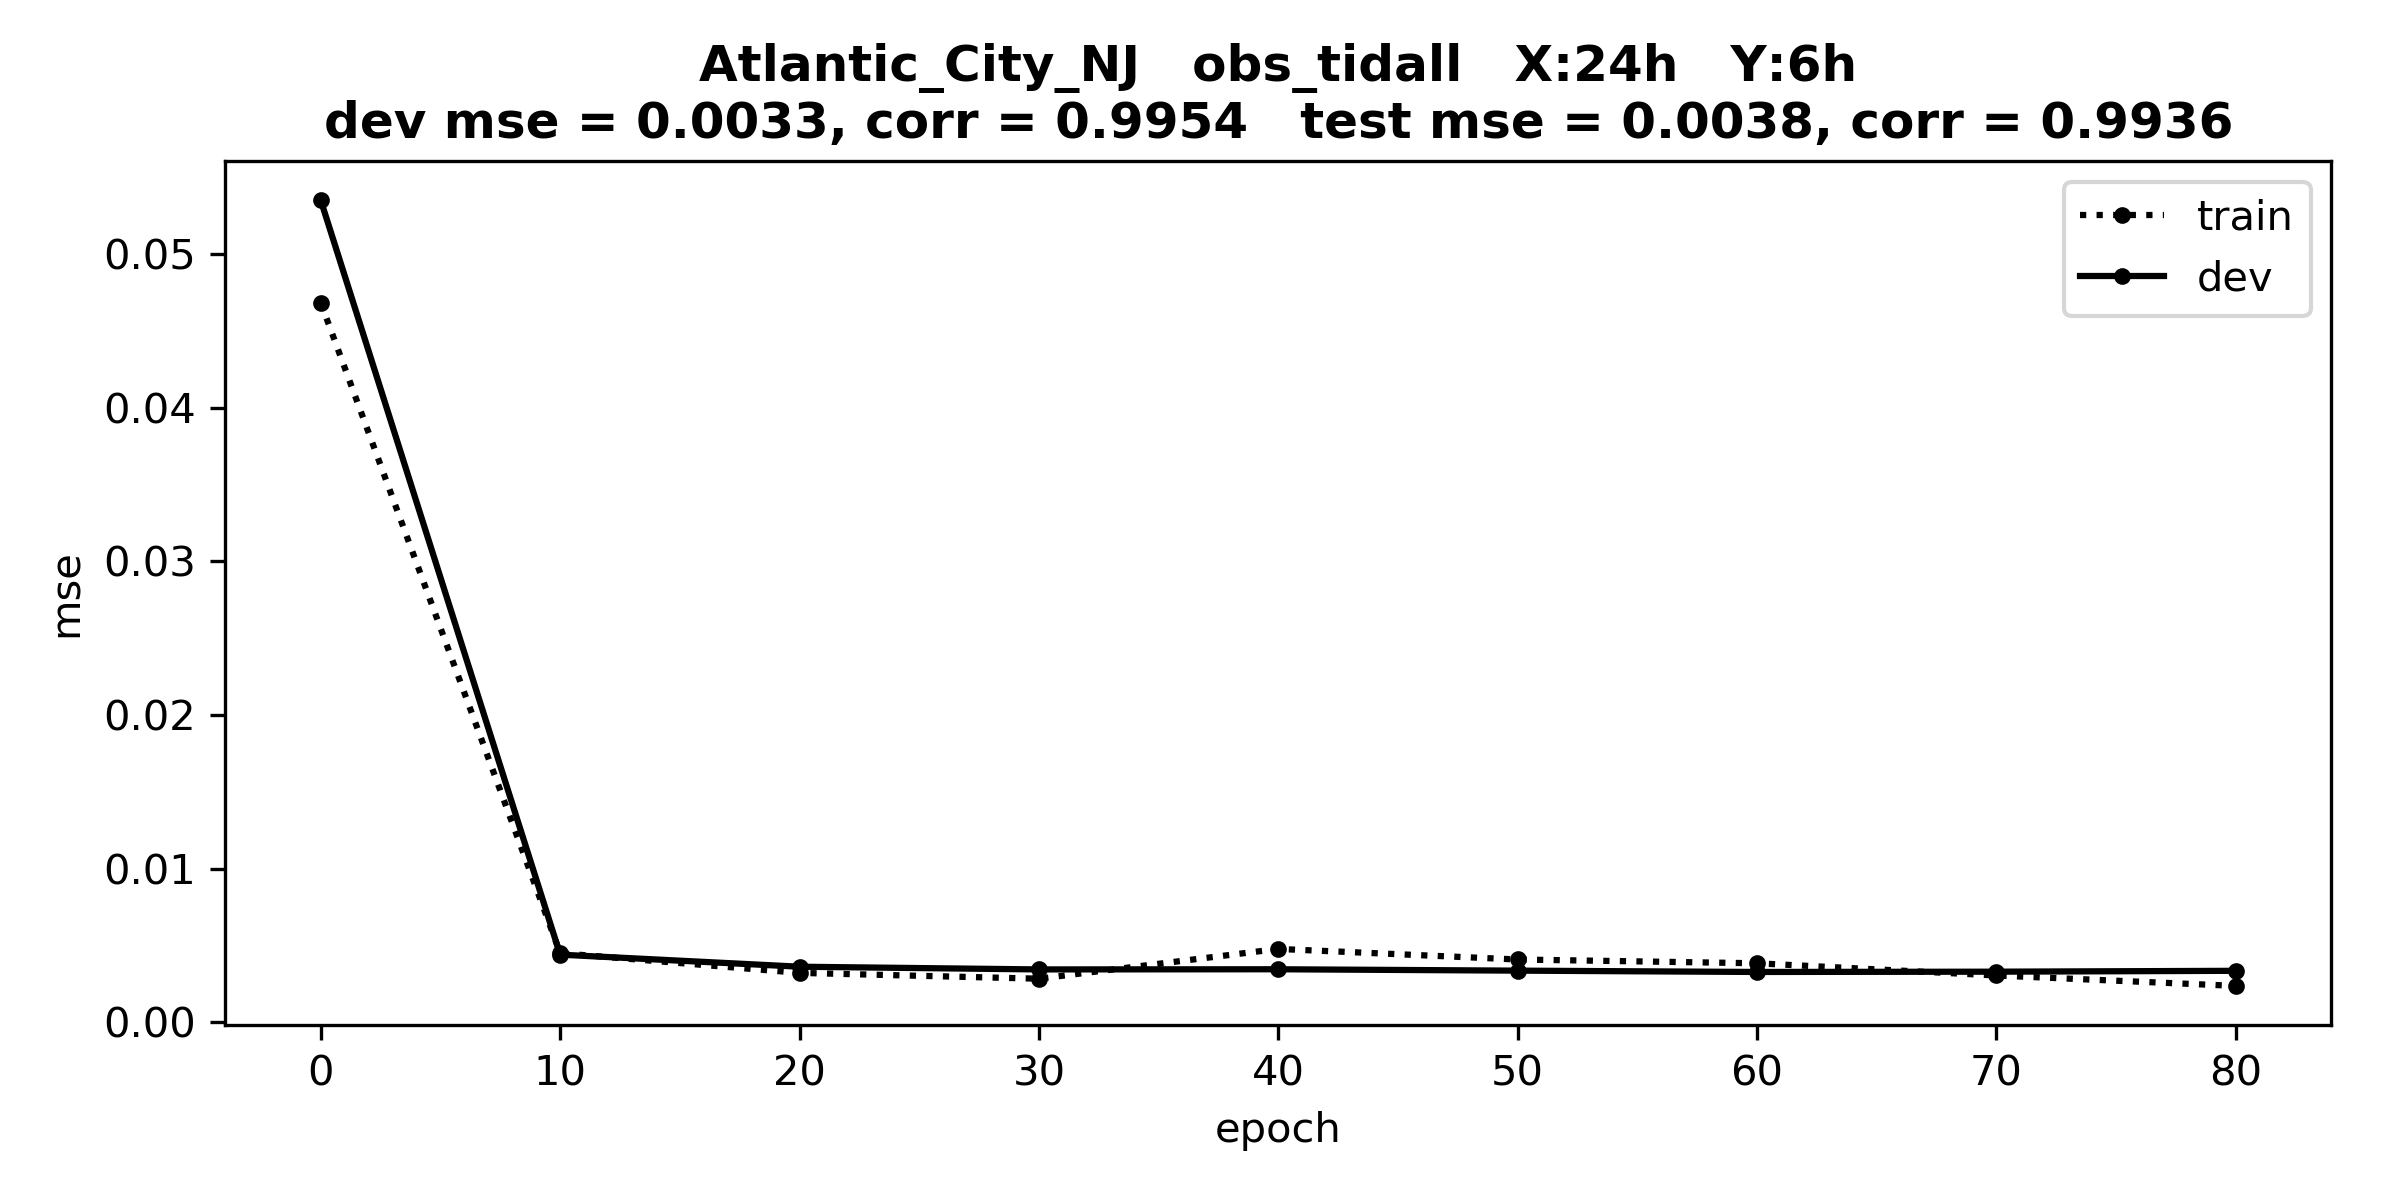 Atlantic_City_NJ obs_tidall X:24h Y:6h
dev mse = 0.0033, corr = 0.9954 test mse = 0.0038, corr = 0.9936
train
dev
0.05
0.04
0.03
0.02
0.01
0.00
mse
0 10 20 30 40 50 60 70 80
epoch